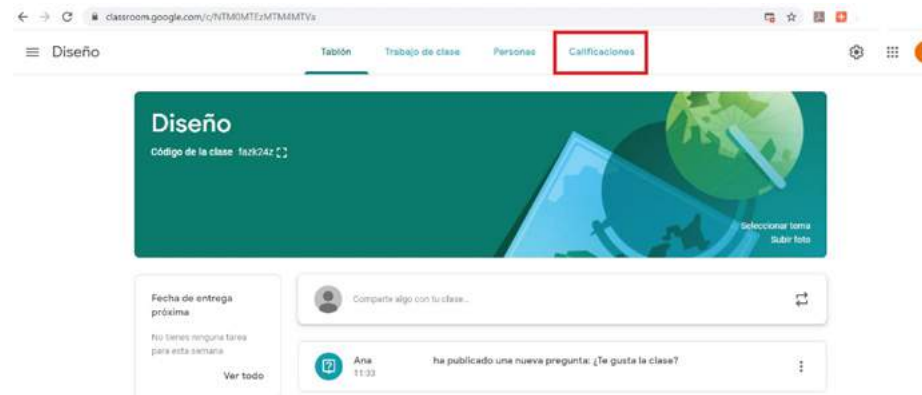 classroom.google.com/c/NTM0MTEzMTM4MTVa
Diseño
Tablón Trabajo de clase Personas Calificaciones
Diseño
Código de la clase fazk24z
Seleccionar tema
Subir foto
Fecha de entrega
próxima
No tienes ninguna tarea
para esta semana
Ver todo
Comparte algo con tu clase...
Ana ha publicado una nueva pregunta: ¿Te gusta la clase?
11:33